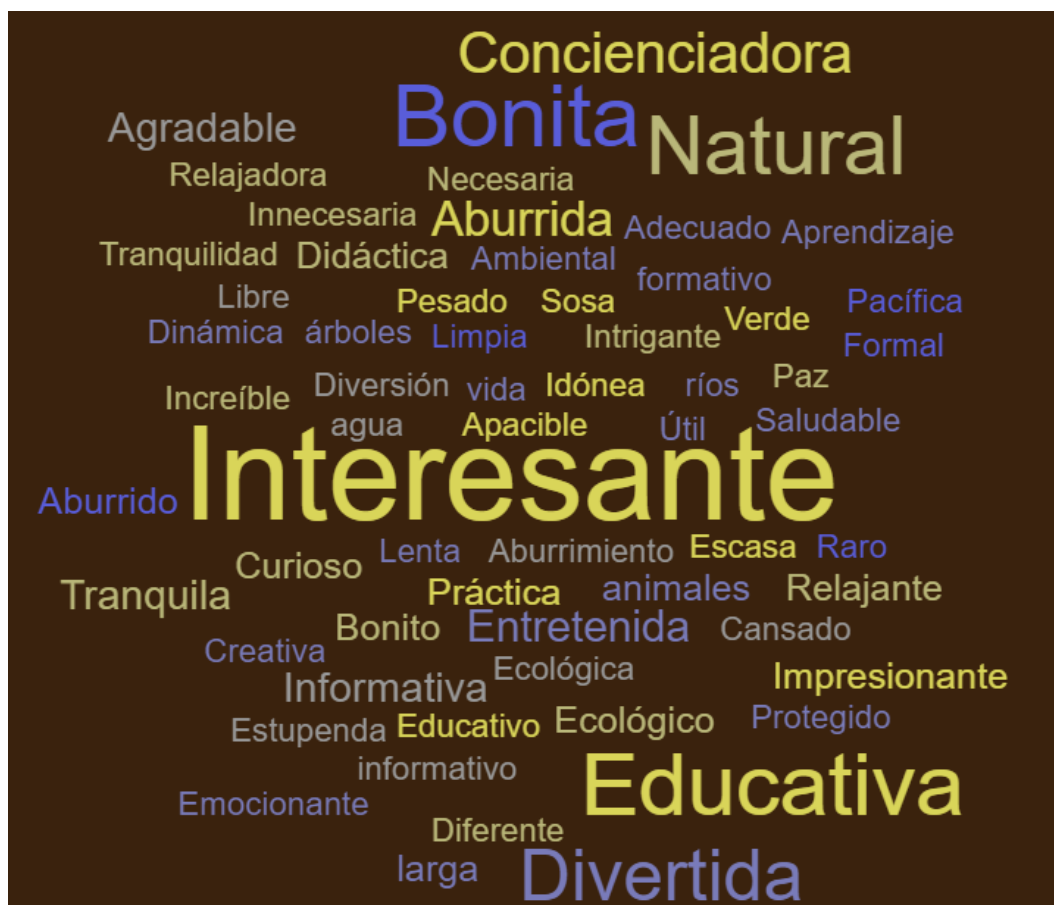 Concienciadora
Bonita Natural
Agradable
Relajadora Necesaria
Innecesaria Aburrida Adecuado Aprendizaje
Tranquilidad Didáctica Ambiental
formativo
Libre Pesado Sosa Verde Pacífica
Dinámica árboles Limpia Intrigante Formal
Increíble Diversión vida Idónea ríos Paz
agua Apacible Útil Saludable
Interesante
Aburrido
Curioso Lenta Aburrimiento Escasa Raro
Tranquila Práctica animales Relajante
Bonito Entretenida Cansado
Creativa Ecológica
Informativa Impresionante
Estupenda Educativo Ecológico Protegido
informativo
Educativa
Emocionante
Diferente
larga Divertida